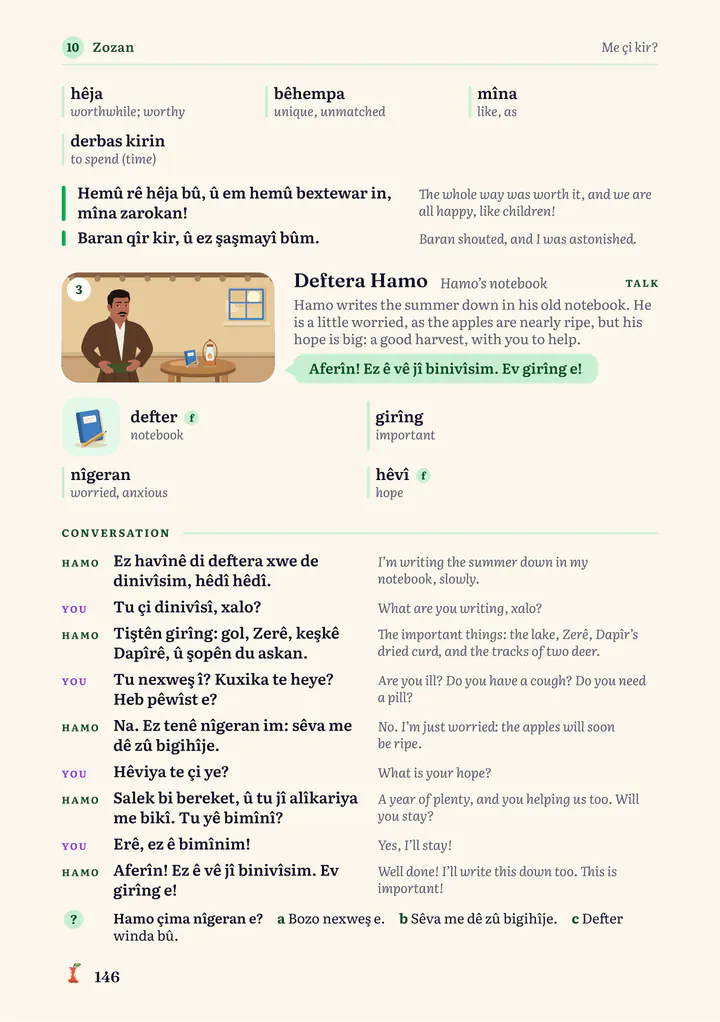 10 Zozan
Me çi kir?
hêja
worthwhile; worthy
bêhempa
unique, unmatched
mîna
like, as
derbas kirin
to spend (time)
Hemû rê hêja bû, û em hemû bextewar in,
mîna zarokan!
The whole way was worth it, and we are
all happy, like children!
Baran qîr kir, û ez şaşmayî bûm.
Baran shouted, and I was astonished.
3
Deftera Hamo Hamo’s notebook TALK
Hamo writes the summer down in his old notebook. He
is a little worried, as the apples are nearly ripe, but his
hope is big: a good harvest, with you to help.
Aferîn! Ez ê vê jî binivîsim. Ev girîng e!
defter f
notebook
girîng
important
nîgeran
worried, anxious
hêvî f
hope
CONVERSATION
HAMO Ez havînê di deftera xwe de
dinivîsim, hêdî hêdî.
I’m writing the summer down in my
notebook, slowly.
YOU Tu çi dinivîsî, xalo?
What are you writing, xalo?
HAMO Tiştên girîng: gol, Zerê, keşkê
Dapîrê, û şopên du askan.
The important things: the lake, Zerê, Dapîr’s
dried curd, and the tracks of two deer.
YOU Tu nexweş î? Kuxika te heye?
Heb pêwîst e?
Are you ill? Do you have a cough? Do you need
a pill?
HAMO Na. Ez tenê nîgeran im: sêva me
dê zû bigihîje.
No. I’m just worried: the apples will soon
be ripe.
YOU Hêviya te çi ye?
What is your hope?
HAMO Salek bi bereket, û tu jî alîkariya
me bikî. Tu yê bimînî?
A year of plenty, and you helping us too. Will
you stay?
YOU Erê, ez ê bimînim!
Yes, I’ll stay!
HAMO Aferîn! Ez ê vê jî binivîsim. Ev
girîng e!
Well done! I’ll write this down too. This is
important!
? Hamo çima nîgeran e? a Bozo nexweş e. b Sêva me dê zû bigihîje. c Defter
winda bû.
146